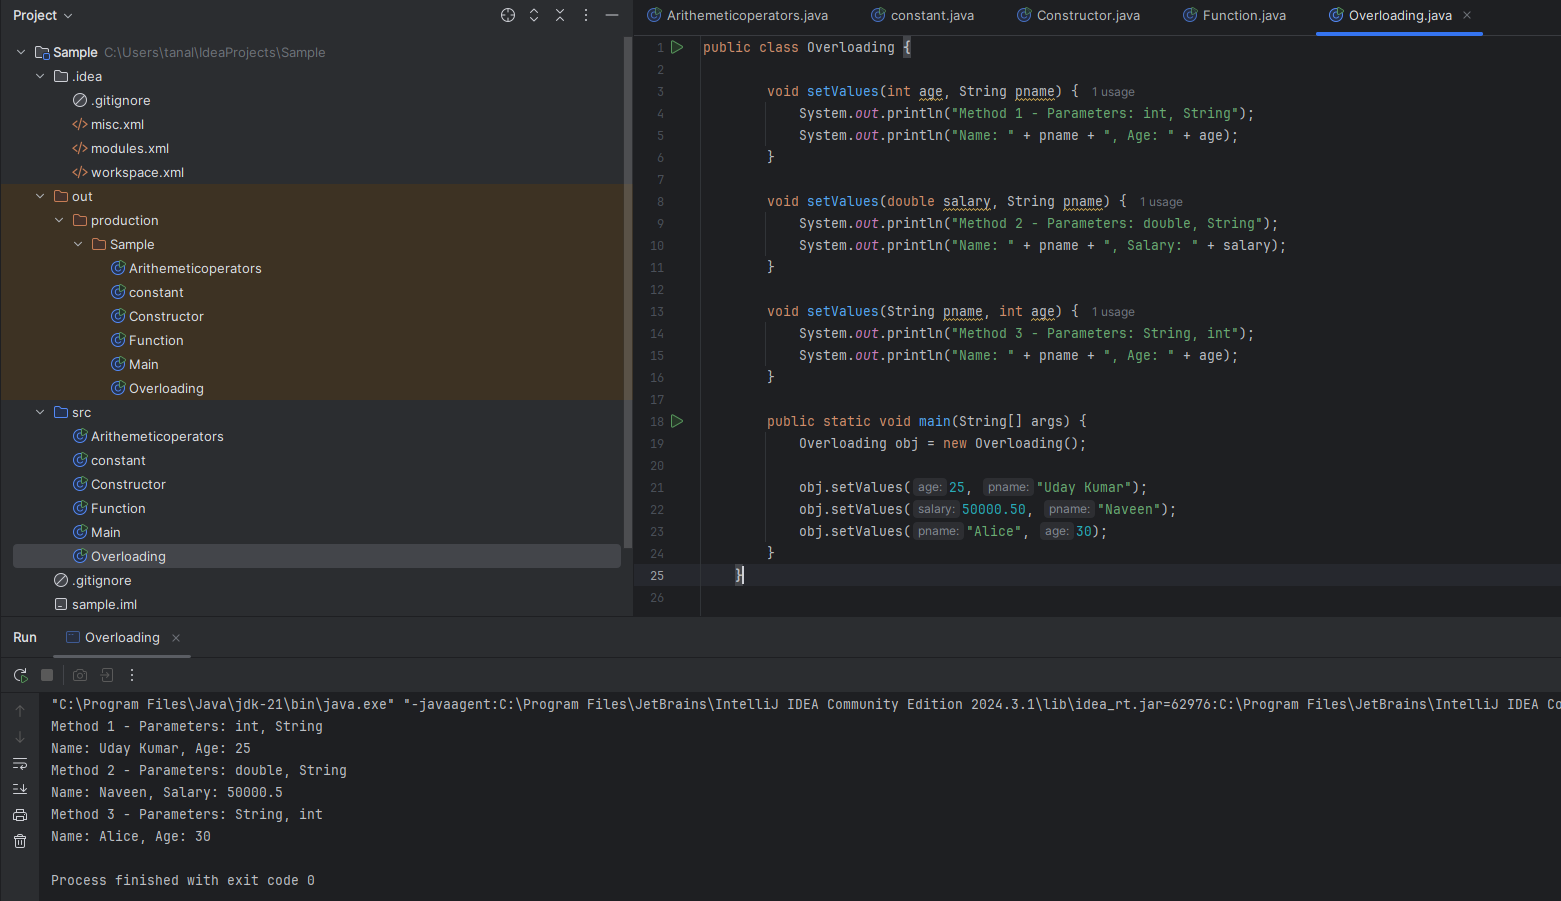 Project
Sample C:\Users\tanal\IdeaProjects\Sample
.idea
.gitignore
misc.xml
modules.xml
workspace.xml
out
production
Sample
Arithemeticoperators
constant
Constructor
Function
Main
Overloading
src
Arithemeticoperators
constant
Constructor
Function
Main
Overloading
.gitignore
sample.iml
Arithemeticoperators.java constant.java Constructor.java Function.java Overloading.java
1 public class Overloading {
2
3 void setValues(int age, String pname) { 1 usage
4 System.out.println("Method 1 - Parameters: int, String");
5 System.out.println("Name: " + pname + ", Age: " + age);
6 }
7
8 void setValues(double salary, String pname) { 1 usage
9 System.out.println("Method 2 - Parameters: double, String");
10 System.out.println("Name: " + pname + ", Salary: " + salary);
11 }
12
13 void setValues(String pname, int age) { 1 usage
14 System.out.println("Method 3 - Parameters: String, int");
15 System.out.println("Name: " + pname + ", Age: " + age);
16 }
17
18 public static void main(String[] args) {
19 Overloading obj = new Overloading();
20
21 obj.setValues( age: 25, pname: "Uday Kumar");
22 obj.setValues( salary: 50000.50, pname: "Naveen");
23 obj.setValues( pname: "Alice", age: 30);
24 }
25 }
26
Run Overloading
"C:\Program Files\Java\jdk-21\bin\java.exe" "-javaagent:C:\Program Files\JetBrains\IntelliJ IDEA Community Edition 2024.3.1\lib\idea_rt.jar=62976:C:\Program Files\JetBrains\IntelliJ IDEA Co
Method 1 - Parameters: int, String
Name: Uday Kumar, Age: 25
Method 2 - Parameters: double, String
Name: Naveen, Salary: 50000.5
Method 3 - Parameters: String, int
Name: Alice, Age: 30
Process finished with exit code 0